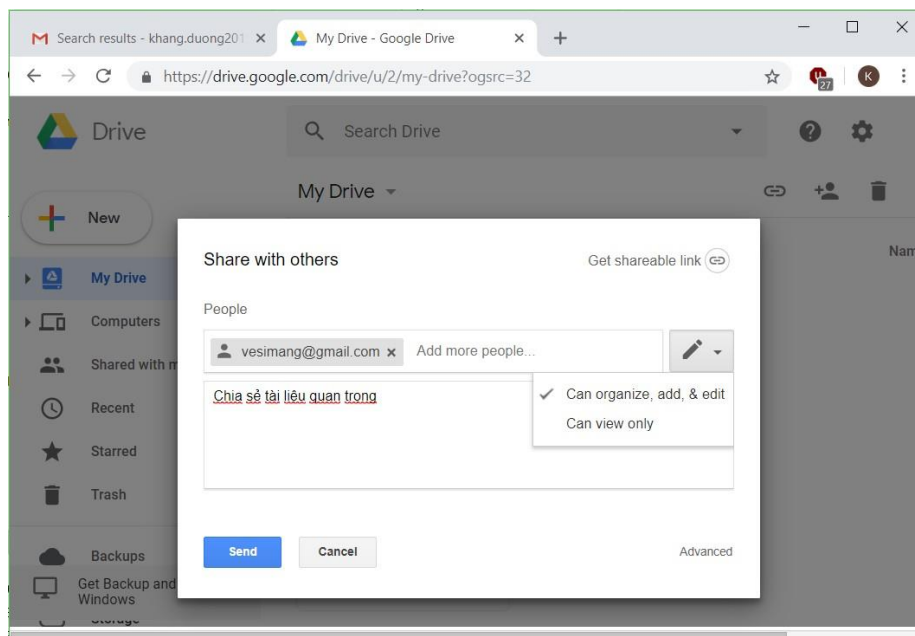 Search results - khang.duong201
My Drive - Google Drive
https://drive.google.com/drive/u/2/my-drive?ogsrc=32
27
K
Drive
Search Drive
My Drive
New
Nam
My Drive
Computers
Shared with m
Recent
Starred
Trash
Backups
Get Backup and
Windows
Storage
Share with others
Get shareable link
People
vesimang@gmail.com
Add more people...
Chia sẻ tài liêu quan trong
Can organize, add, & edit
Can view only
Send
Cancel
Advanced